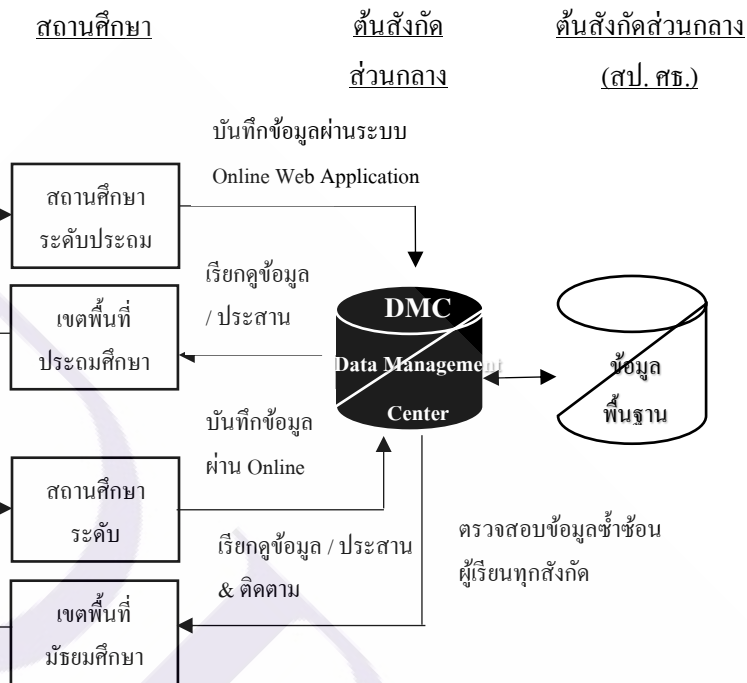 สถานศึกษา
ต้นสังกัด
ส่วนกลาง
ต้นสังกัดส่วนกลาง
(สป. ศธ.)
บันทึกข้อมูลผ่านระบบ
Online Web Application
สถานศึกษา
ระดับประถม
เรียกดูข้อมูล
/ ประสาน
เขตพื้นที่
ประถมศึกษา
DMC
Data Management
Center
ข้อมูล
พื้นฐาน
บันทึกข้อมูล
ผ่าน Online
สถานศึกษา
ระดับ
เรียกดูข้อมูล / ประสาน
& ติดตาม
ตรวจสอบข้อมูลซ้ำซ้อน
ผู้เรียนทุกสังกัด
เขตพื้นที่
มัธยมศึกษา